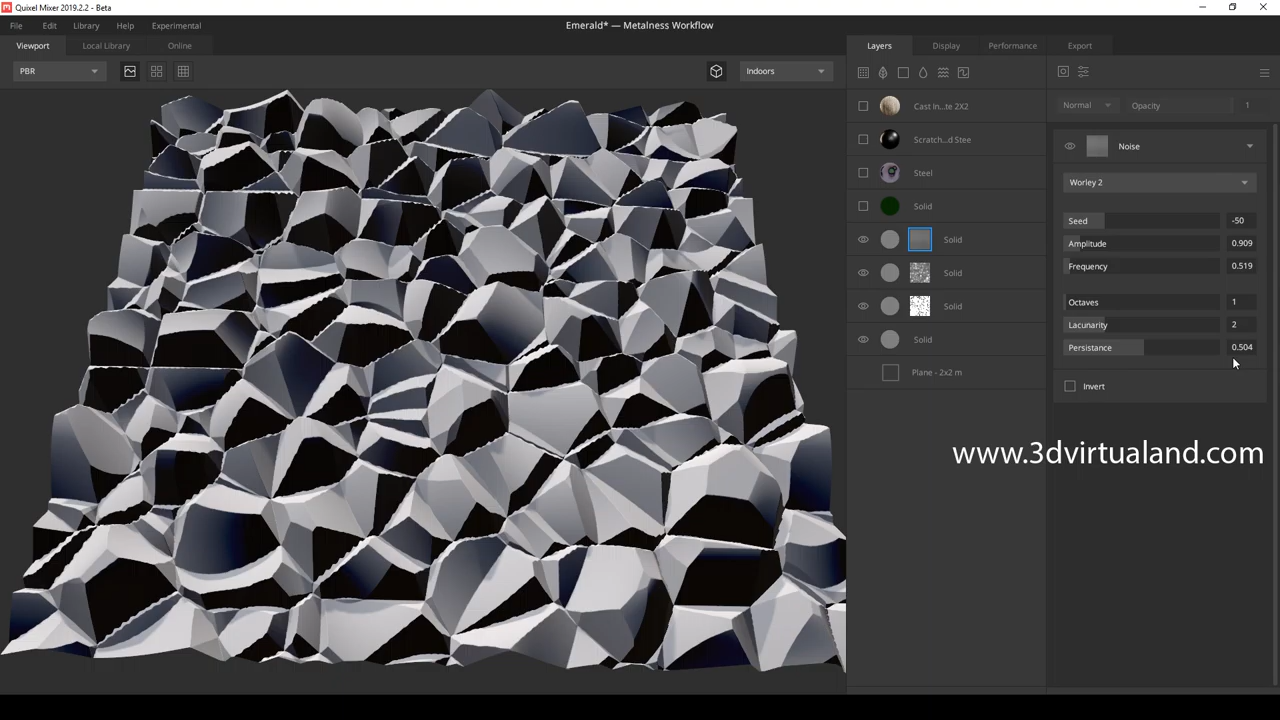 Quixel Mixer 2019.2.2 - Beta
File Edit Library Help Experimental
Emerald* — Metalness Workflow
Viewport Local Library Online
Layers Display Performance Export
PBR
Indoors
Normal Opacity 1
Cast In...te 2X2
Scratch...d Stee
Steel
Solid
Solid
Solid
Solid
Solid
Plane - 2x2 m
Noise
Worley 2
Seed -50
Amplitude 0.909
Frequency 0.519
Octaves 1
Lacunarity 2
Persistance 0.504
Invert
www.3dvirtualand.com